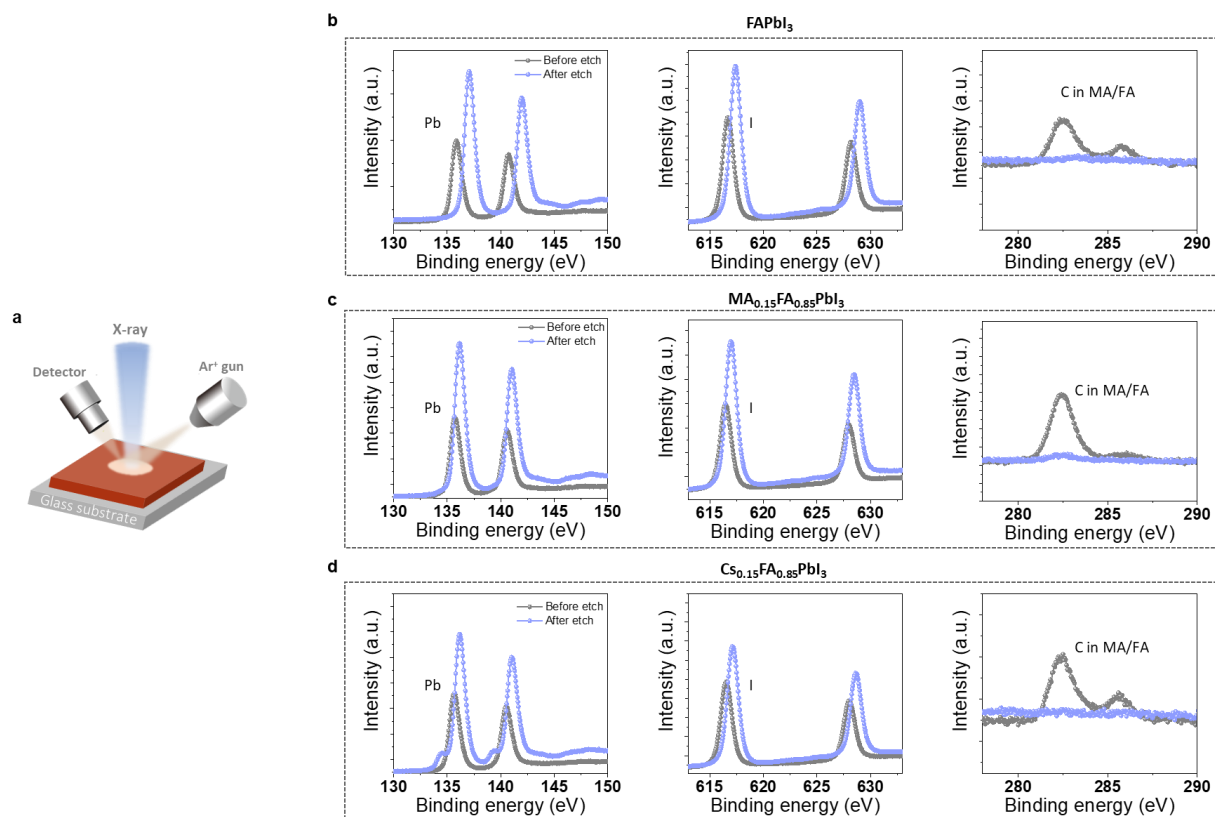 a
X-ray
Detector
Ar⁺ gun
Glass substrate
b
FAPbI₃
Before etch
After etch
Pb
Intensity (a.u.)
130 135 140 145 150
Binding energy (eV)
I
Intensity (a.u.)
615 620 625 630
Binding energy (eV)
C in MA/FA
Intensity (a.u.)
280 285 290
Binding energy (eV)
c
MA₀.₁₅FA₀.₈₅PbI₃
Before etch
After etch
Pb
Intensity (a.u.)
130 135 140 145 150
Binding energy (eV)
I
Intensity (a.u.)
615 620 625 630
Binding energy (eV)
C in MA/FA
Intensity (a.u.)
280 285 290
Binding energy (eV)
d
Cs₀.₁₅FA₀.₈₅PbI₃
Before etch
After etch
Pb
Intensity (a.u.)
130 135 140 145 150
Binding energy (eV)
I
Intensity (a.u.)
615 620 625 630
Binding energy (eV)
C in MA/FA
Intensity (a.u.)
280 285 290
Binding energy (eV)